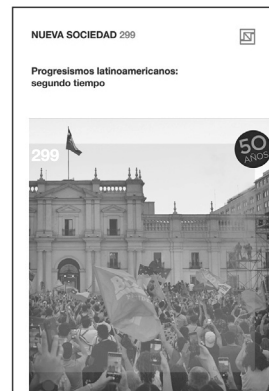 NUEVA SOCIEDAD 299
Progresismos latinoamericanos:
segundo tiempo
299
50
AÑOS